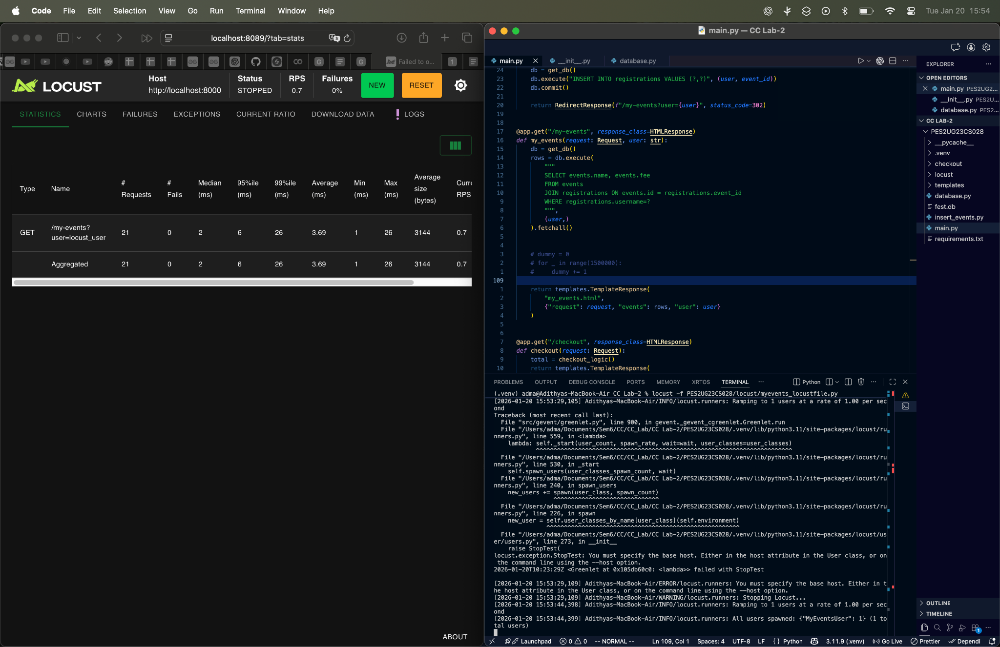 Code File Edit Selection View Go Run Terminal Window Help
Tue Jan 20 15:54
localhost:8089/?tab=stats
Failed to o...
1
LOCUST
Host
http://localhost:8000
Status
STOPPED
RPS
0.7
Failures
0%
NEW
RESET
STATISTICS CHARTS FAILURES EXCEPTIONS CURRENT RATIO DOWNLOAD DATA LOGS
Type Name # Requests # Fails Median (ms) 95%ile (ms) 99%ile (ms) Average (ms) Min (ms) Max (ms) Average size (bytes) Curre RPS
GET /my-events?user=locust_user 21 0 2 6 26 3.69 1 26 3144 0.7
Aggregated 21 0 2 6 26 3.69 1 26 3144 0.7
ABOUT
main.py — CC Lab-2
main.py __init__.py database.py
24 db = get_db()
23 db.execute("INSERT INTO registrations VALUES (?,?)", (user, event_id))
22 db.commit()
21
20 return RedirectResponse(f"/my-events?user={user}", status_code=302)
19
18
17 @app.get("/my-events", response_class=HTMLResponse)
16 def my_events(request: Request, user: str):
15 db = get_db()
14 rows = db.execute(
13 """
12 SELECT events.name, events.fee
11 FROM events
10 JOIN registrations ON events.id = registrations.event_id
9 WHERE registrations.username=?
8 """,
7 (user,)
6 ).fetchall()
5
4
3 # dummy = 0
2 # for _ in range(1500000):
1 #     dummy += 1
109
1 return templates.TemplateResponse(
2 "my_events.html",
3 {"request": request, "events": rows, "user": user}
4 )
5
6
7 @app.get("/checkout", response_class=HTMLResponse)
8 def checkout(request: Request):
9 total = checkout_logic()
10 return templates.TemplateResponse(
EXPLORER
OPEN EDITORS
main.py PES2UG2...
__init__.py PES2U...
database.py PES2...
CC LAB-2
PES2UG23CS028
__pycache__
.venv
checkout
locust
templates
database.py
fest.db
insert_events.py
main.py
requirements.txt
OUTLINE
TIMELINE
1
PROBLEMS OUTPUT DEBUG CONSOLE PORTS MEMORY XRTOS TERMINAL
Python
(.venv) adma@Adithyas-MacBook-Air CC Lab-2 % locust -f PES2UG23CS028/locust/myevents_locustfile.py
[2026-01-20 15:53:29,105] Adithyas-MacBook-Air/INFO/locust.runners: Ramping to 1 users at a rate of 1.00 per sec
ond
Traceback (most recent call last):
File "src/gevent/greenlet.py", line 900, in gevent._gevent_cgreenlet.Greenlet.run
File "/Users/adma/Documents/Sem6/CC/CC_Lab/CC Lab-2/PES2UG23CS028/.venv/lib/python3.11/site-packages/locust/ru
nners.py", line 559, in <lambda>
lambda: self._start(user_count, spawn_rate, wait=wait, user_classes=user_classes)
^^^^^^^^^^^^^^^^^^^^^^^^^^^^^^^^^^^^^^^^^^^^^^^^^^^^^^^^^^^^^^^^^^^^^^^^^
File "/Users/adma/Documents/Sem6/CC/CC_Lab/CC Lab-2/PES2UG23CS028/.venv/lib/python3.11/site-packages/locust/ru
nners.py", line 530, in _start
self.spawn_users(user_classes_spawn_count, wait)
File "/Users/adma/Documents/Sem6/CC/CC_Lab/CC Lab-2/PES2UG23CS028/.venv/lib/python3.11/site-packages/locust/ru
nners.py", line 240, in spawn_users
new_users += spawn(user_class, spawn_count)
^^^^^^^^^^^^^^^^^^^^^^^^^^^^^^
File "/Users/adma/Documents/Sem6/CC/CC_Lab/CC Lab-2/PES2UG23CS028/.venv/lib/python3.11/site-packages/locust/ru
nners.py", line 226, in spawn
new_user = self.user_classes_by_name[user_class](self.environment)
^^^^^^^^^^^^^^^^^^^^^^^^^^^^^^^^^^^^^^^^^^^^^^^^^^^^^^^
File "/Users/adma/Documents/Sem6/CC/CC_Lab/CC Lab-2/PES2UG23CS028/.venv/lib/python3.11/site-packages/locust/us
er/users.py", line 273, in __init__
raise StopTest(
locust.exception.StopTest: You must specify the base host. Either in the host attribute in the User class, or on
the command line using the --host option.
2026-01-20T10:23:29Z <Greenlet at 0x105db60c0: <lambda>> failed with StopTest
[2026-01-20 15:53:29,109] Adithyas-MacBook-Air/ERROR/locust.runners: You must specify the base host. Either in t
he host attribute in the User class, or on the command line using the --host option.
[2026-01-20 15:53:29,109] Adithyas-MacBook-Air/WARNING/locust.runners: Stopping Locust...
[2026-01-20 15:53:44,398] Adithyas-MacBook-Air/INFO/locust.runners: Ramping to 1 users at a rate of 1.00 per sec
ond
[2026-01-20 15:53:44,399] Adithyas-MacBook-Air/INFO/locust.runners: All users spawned: {"MyEventsUser": 1} (1 to
tal users)
Launchpad 0 0 -- NORMAL -- Ln 109, Col 1 Spaces: 4 UTF-8 LF { } Python 3.11.9 (.venv) Go Live Prettier Dependi